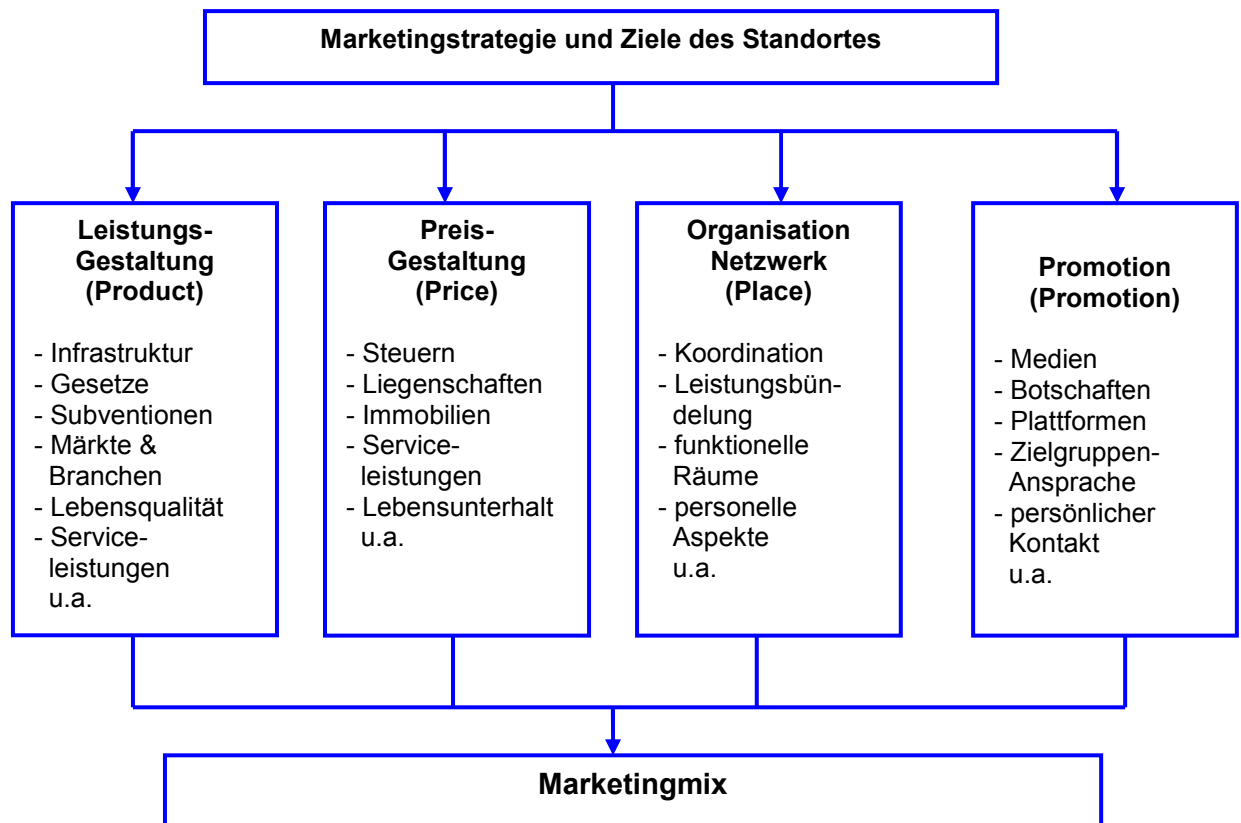 Marketingstrategie und Ziele des Standortes
Leistungs-
Gestaltung
(Product)
- Infrastruktur
- Gesetze
- Subventionen
- Märkte &
Branchen
- Lebensqualität
- Service-
leistungen
u.a.
Preis-
Gestaltung
(Price)
- Steuern
- Liegenschaften
- Immobilien
- Service-
leistungen
- Lebensunterhalt
u.a.
Organisation
Netzwerk
(Place)
- Koordination
- Leistungsbün-
delung
- funktionelle
Räume
- personelle
Aspekte
u.a.
Promotion
(Promotion)
- Medien
- Botschaften
- Plattformen
- Zielgruppen-
Ansprache
- persönlicher
Kontakt
u.a.
Marketingmix